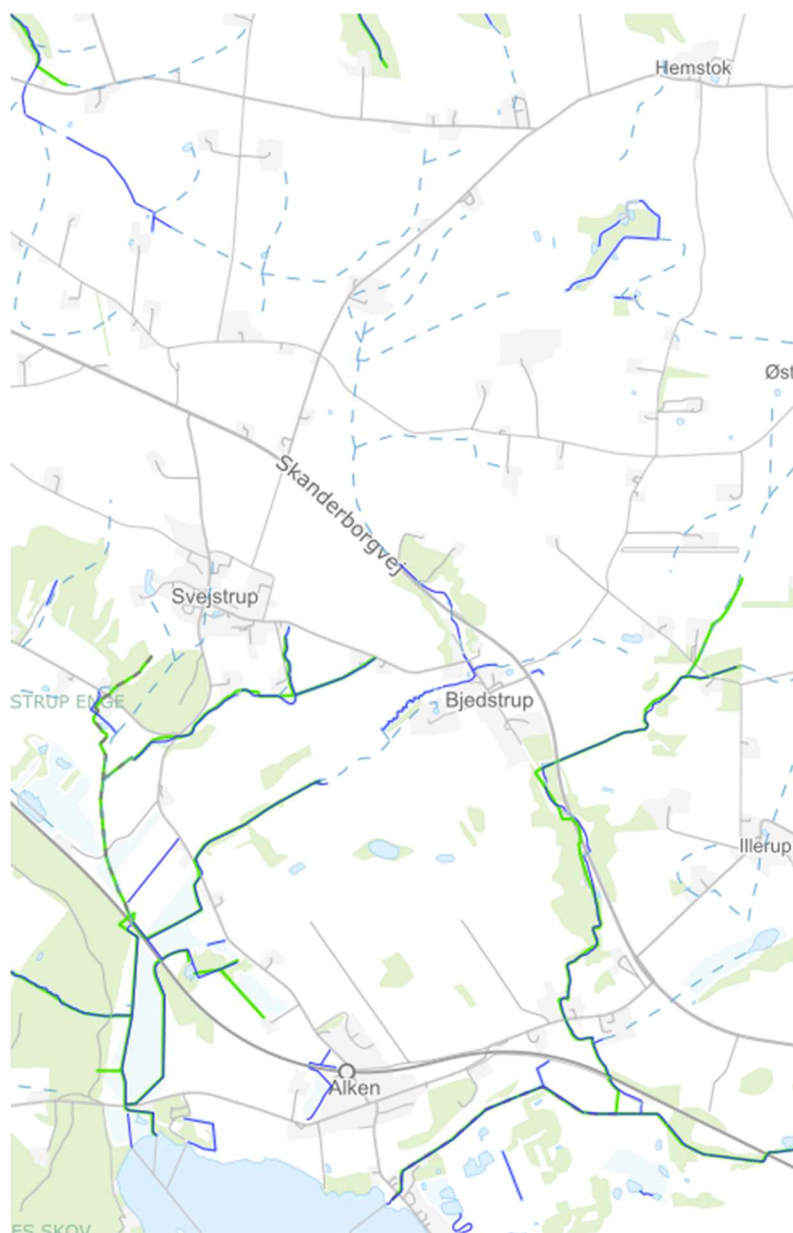 Hemstok
Øst
Skanderborgvej
Svejstrup
STRUP ENGE
Bjedstrup
Illerup
Alken
ES SKOV